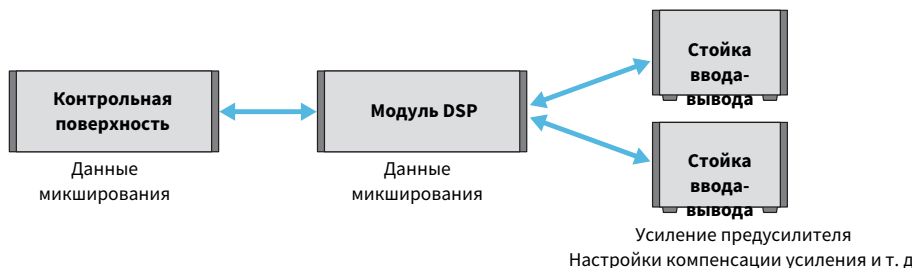 Контрольная
поверхность
Данные
микширования
Модуль DSP
Данные
микширования
Стойка
ввода-
вывода
Стойка
ввода-
вывода
Усиление предусилителя
Настройки компенсации усиления и т. д